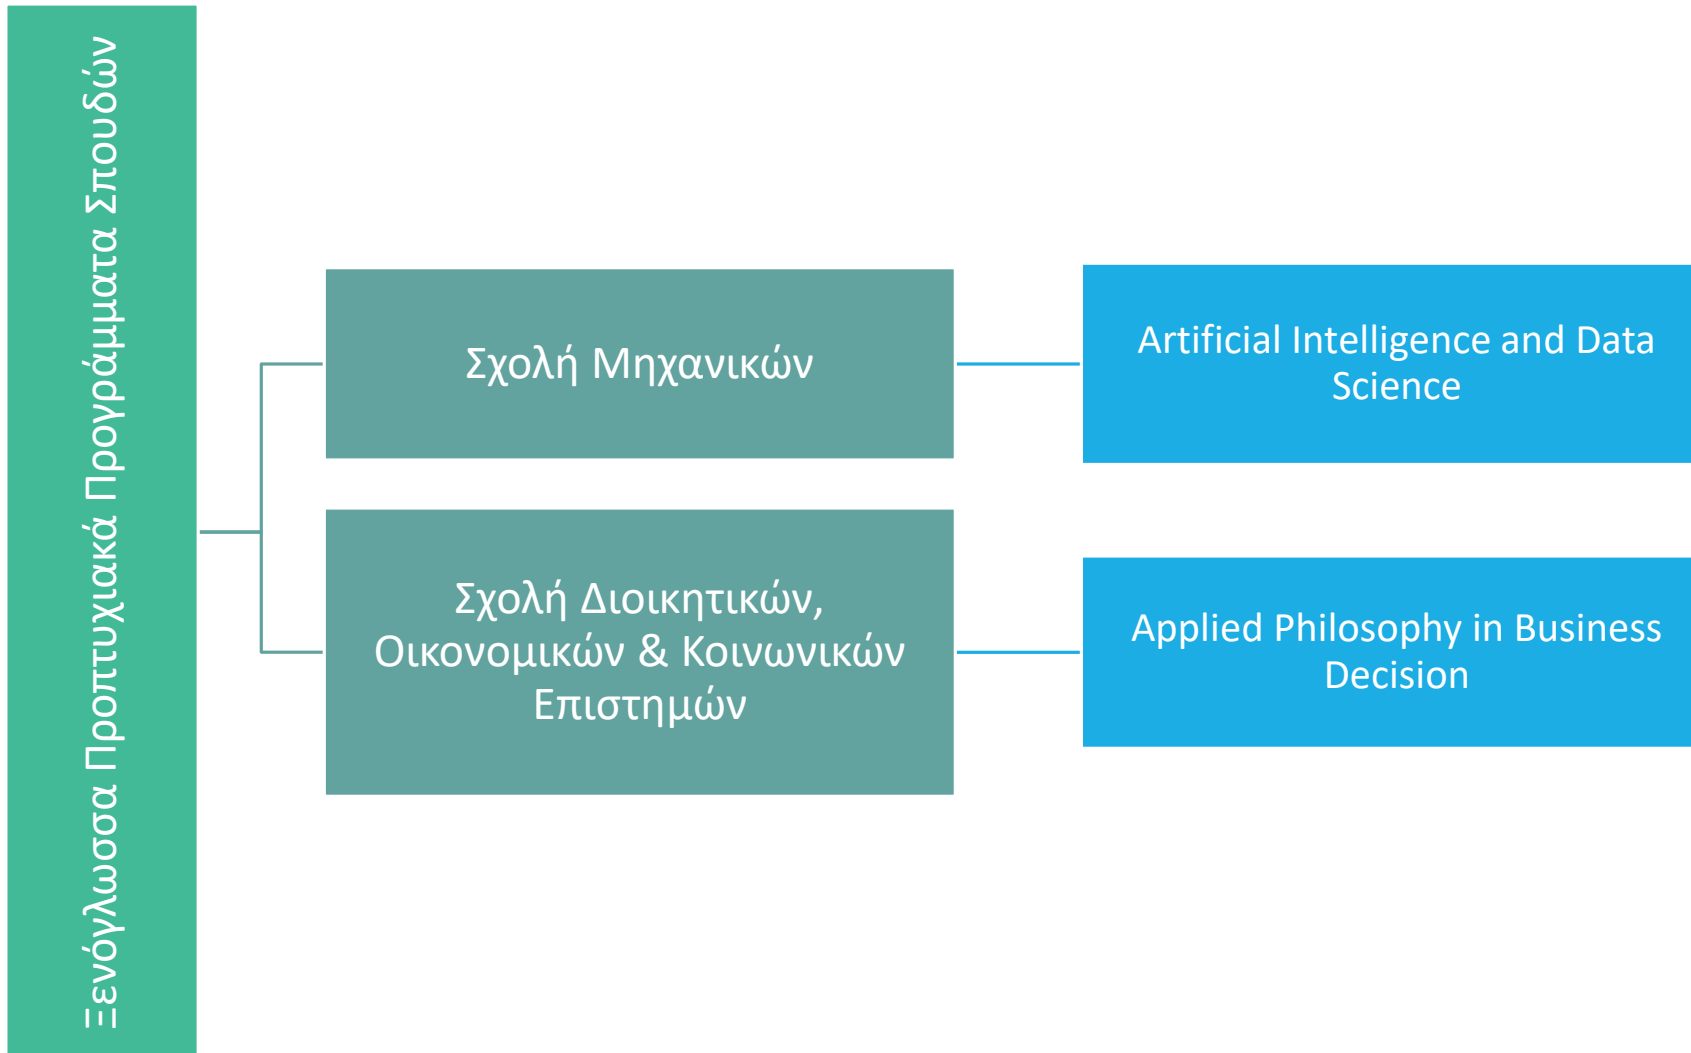 Ξενόγλωσσα Προπτυχιακά Προγράμματα Σπουδών
Σχολή Μηχανικών
Artificial Intelligence and Data
Science
Σχολή Διοικητικών,
Οικονομικών & Κοινωνικών
Επιστημών
Applied Philosophy in Business
Decision